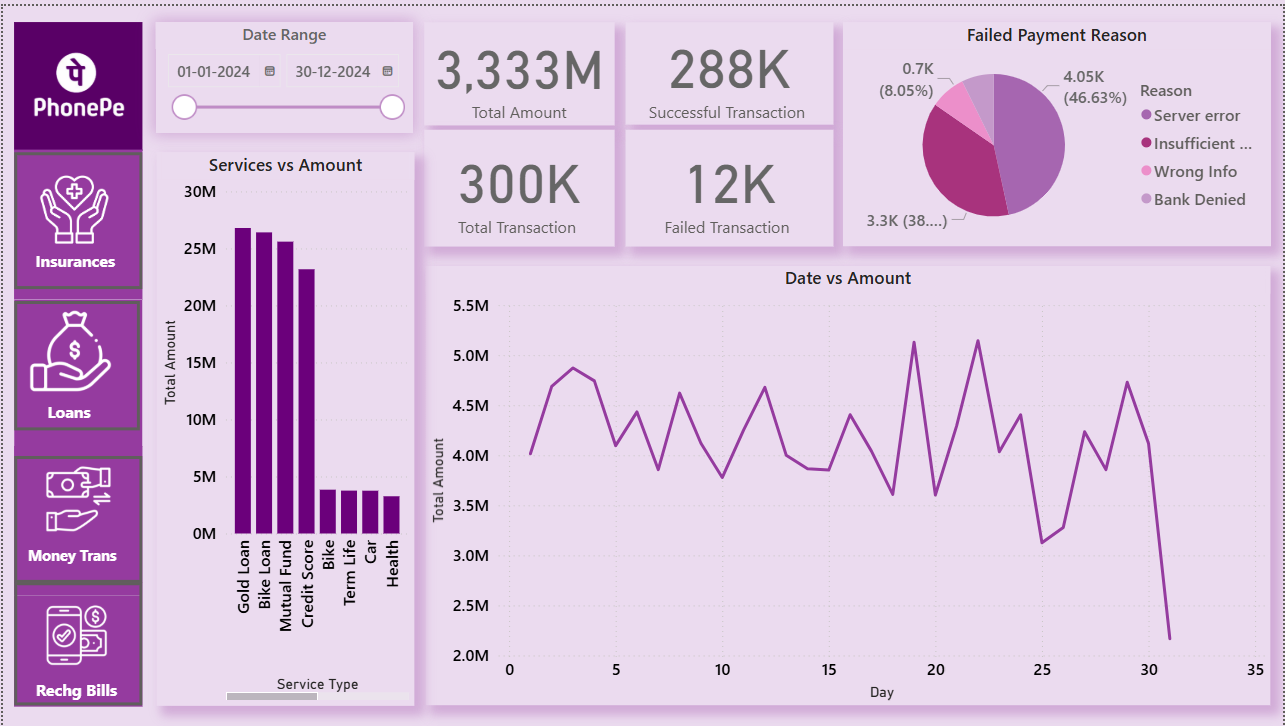 पे
PhonePe
Insurances
Loans
Money Trans
Rechg Bills
Date Range
01-01-2024
30-12-2024
3,333M
Total Amount
288K
Successful Transaction
300K
Total Transaction
12K
Failed Transaction
Failed Payment Reason
0.7K
(8.05%)
4.05K
(46.63%)
3.3K (38....)
Reason
Server error
Insufficient ...
Wrong Info
Bank Denied
Services vs Amount
Total Amount
30M
25M
20M
15M
10M
5M
0M
Gold Loan
Bike Loan
Mutual Fund
Credit Score
Bike
Term Life
Car
Health
Service Type
Date vs Amount
Total Amount
5.5M
5.0M
4.5M
4.0M
3.5M
3.0M
2.5M
2.0M
0 5 10 15 20 25 30 35
Day